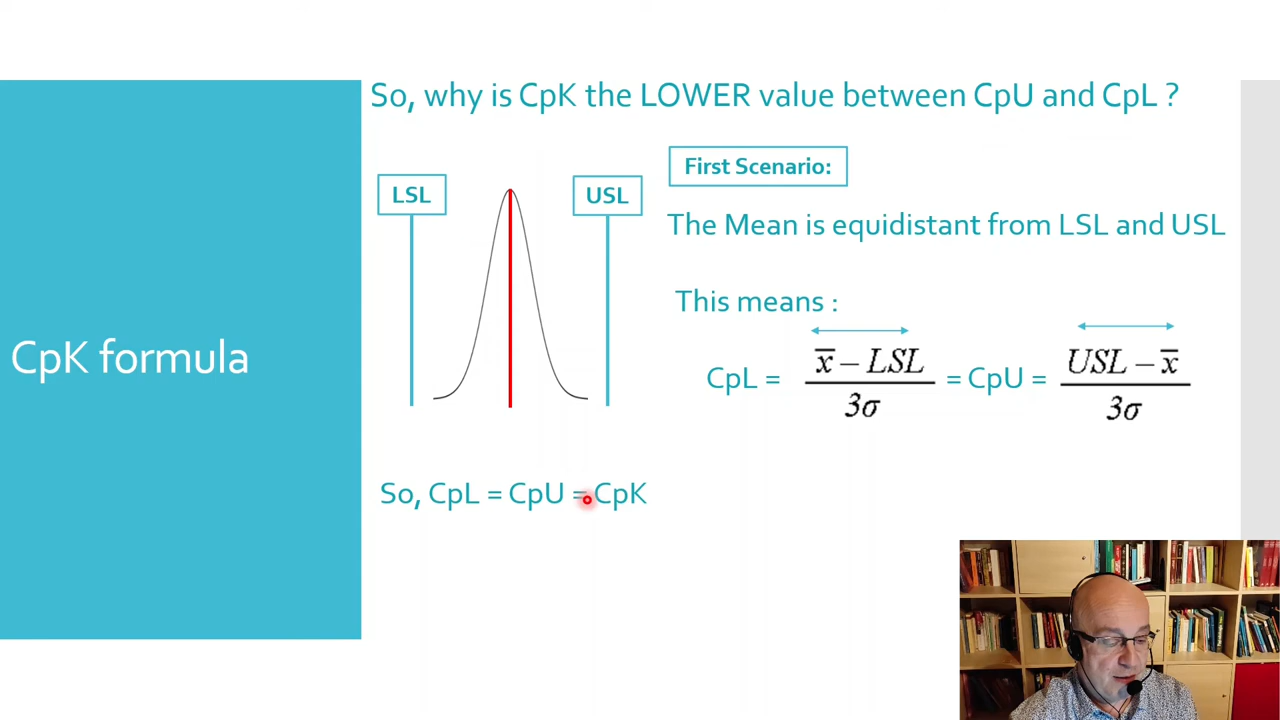 So, why is CpK the LOWER value between CpU and CpL ?
First Scenario:
LSL
USL
The Mean is equidistant from LSL and USL
This means :
CpK formula
CpL = x̅ – LSL / 3σ = CpU = USL – x̅ / 3σ
So, CpL = CpU = CpK